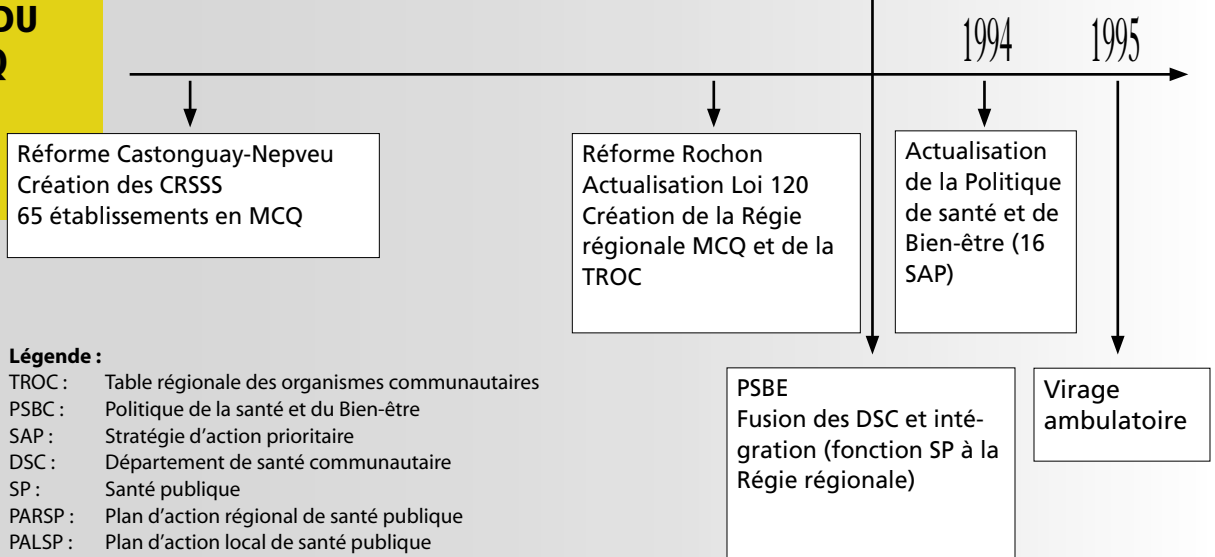 DU
Q
1994
1995
Réforme Castonguay-Nepveu
Création des CRSSS
65 établissements en MCQ
Réforme Rochon
Actualisation Loi 120
Création de la Régie
régionale MCQ et de la
TROC
Actualisation
de la Politique
de santé et de
Bien-être (16
SAP)
PSBE
Fusion des DSC et inté-
gration (fonction SP à la
Régie régionale)
Virage
ambulatoire
Légende :
TROC : Table régionale des organismes communautaires
PSBC : Politique de la santé et du Bien-être
SAP : Stratégie d'action prioritaire
DSC : Département de santé communautaire
SP : Santé publique
PARSP : Plan d'action régional de santé publique
PALSP : Plan d'action local de santé publique